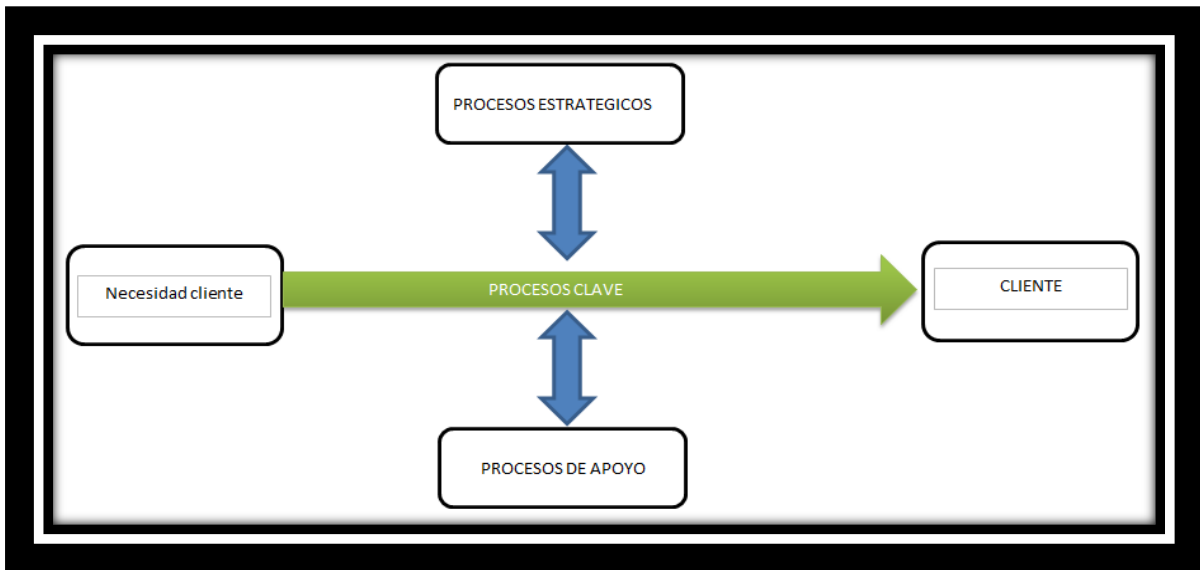 PROCESOS ESTRATEGICOS
Necesidad cliente
PROCESOS CLAVE
CLIENTE
PROCESOS DE APOYO